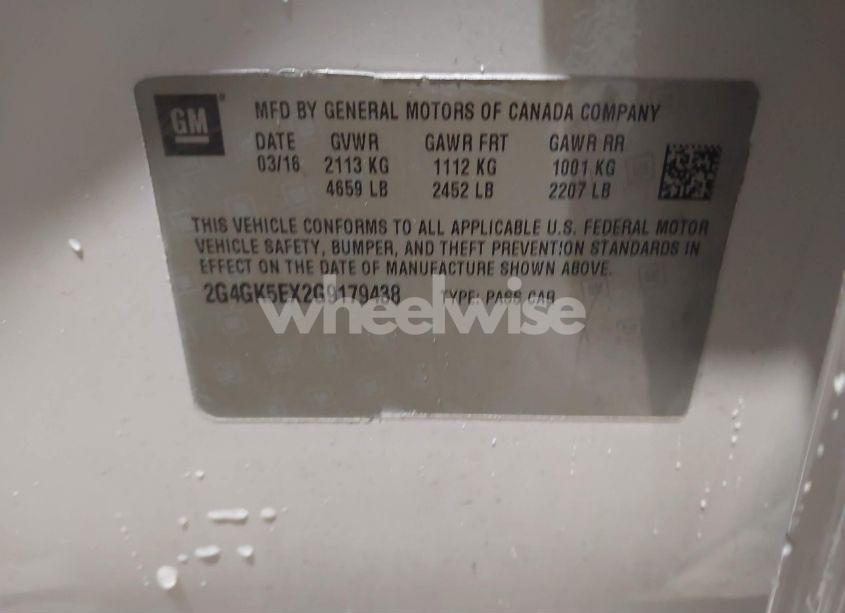 GM
MFD BY GENERAL MOTORS OF CANADA COMPANY
DATE GVWR GAWR FRT GAWR RR
03/16 2113 KG 1112 KG 1001 KG
4659 LB 2452 LB 2207 LB
THIS VEHICLE CONFORMS TO ALL APPLICABLE U.S. FEDERAL MOTOR
VEHICLE SAFETY, BUMPER, AND THEFT PREVENTION STANDARDS IN
EFFECT ON THE DATE OF MANUFACTURE SHOWN ABOVE.
2G4GK5EX2G9179438 TYPE: PASS CAR
wheelwise